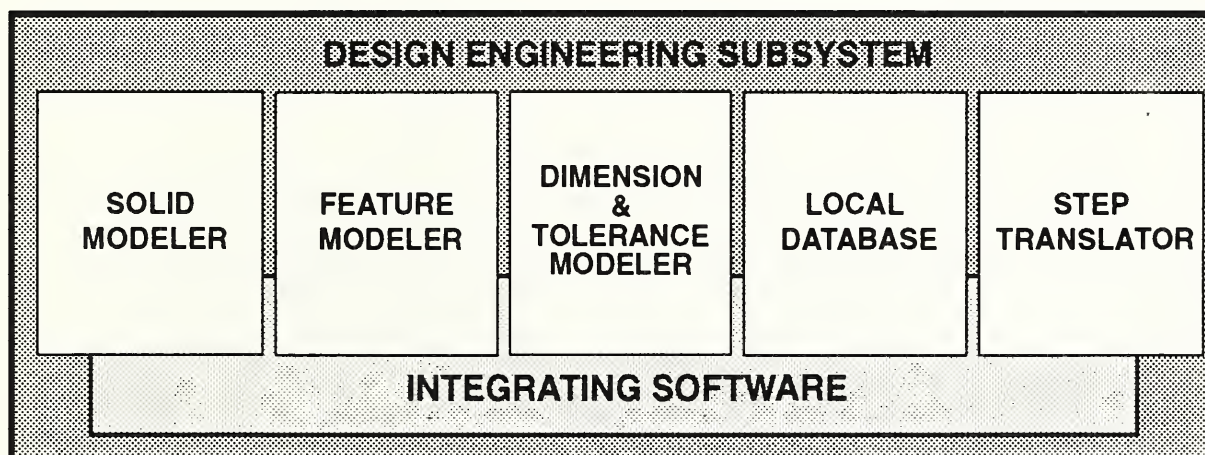 DESIGN ENGINEERING SUBSYSTEM
SOLID
MODELER
FEATURE
MODELER
DIMENSION
&
TOLERANCE
MODELER
LOCAL
DATABASE
STEP
TRANSLATOR
INTEGRATING SOFTWARE